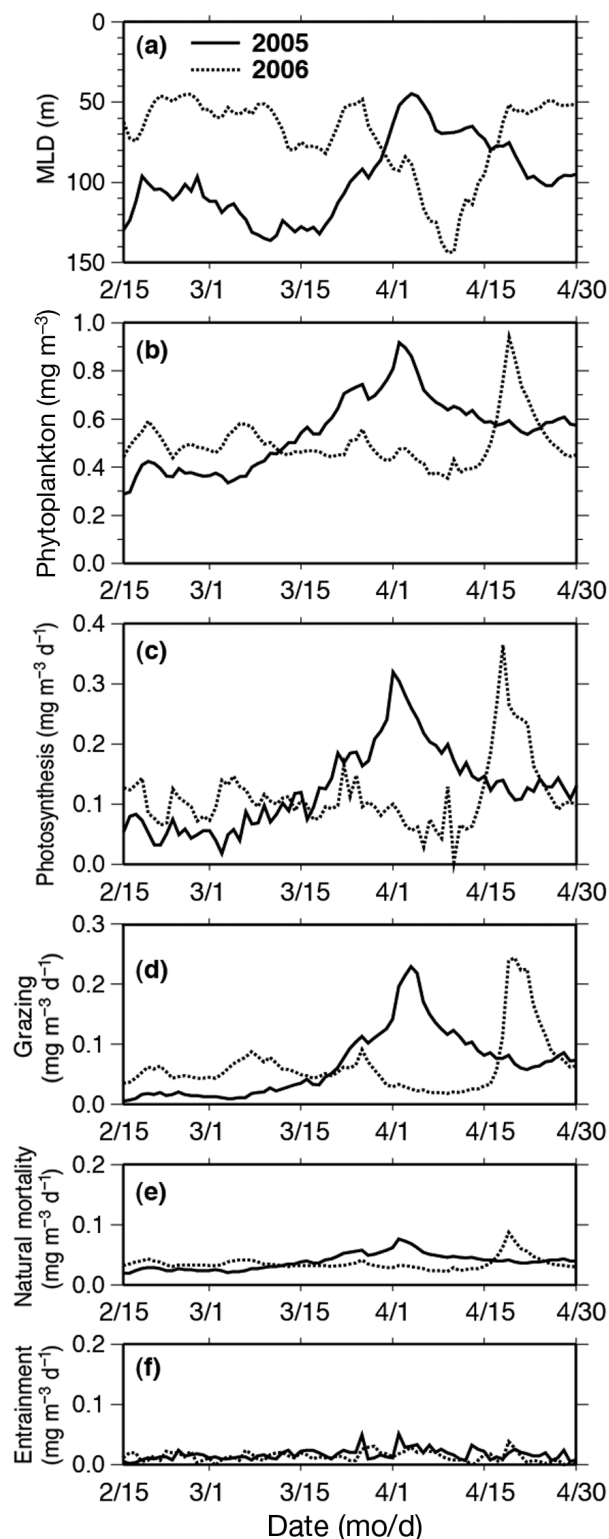 (a)
2005
2006
MLD (m)
0
50
100
150
2/15 3/1 3/15 4/1 4/15 4/30
(b)
Phytoplankton (mg m⁻³)
1.0
0.8
0.6
0.4
0.2
0.0
2/15 3/1 3/15 4/1 4/15 4/30
(c)
Photosynthesis (mg m⁻³ d⁻¹)
0.4
0.3
0.2
0.1
0.0
2/15 3/1 3/15 4/1 4/15 4/30
(d)
Grazing
(mg m⁻³ d⁻¹)
0.3
0.2
0.1
0.0
2/15 3/1 3/15 4/1 4/15 4/30
(e)
Natural mortality
(mg m⁻³ d⁻¹)
0.2
0.1
0.0
2/15 3/1 3/15 4/1 4/15 4/30
(f)
Entrainment
(mg m⁻³ d⁻¹)
0.2
0.1
0.0
2/15 3/1 3/15 4/1 4/15 4/30
Date (mo/d)